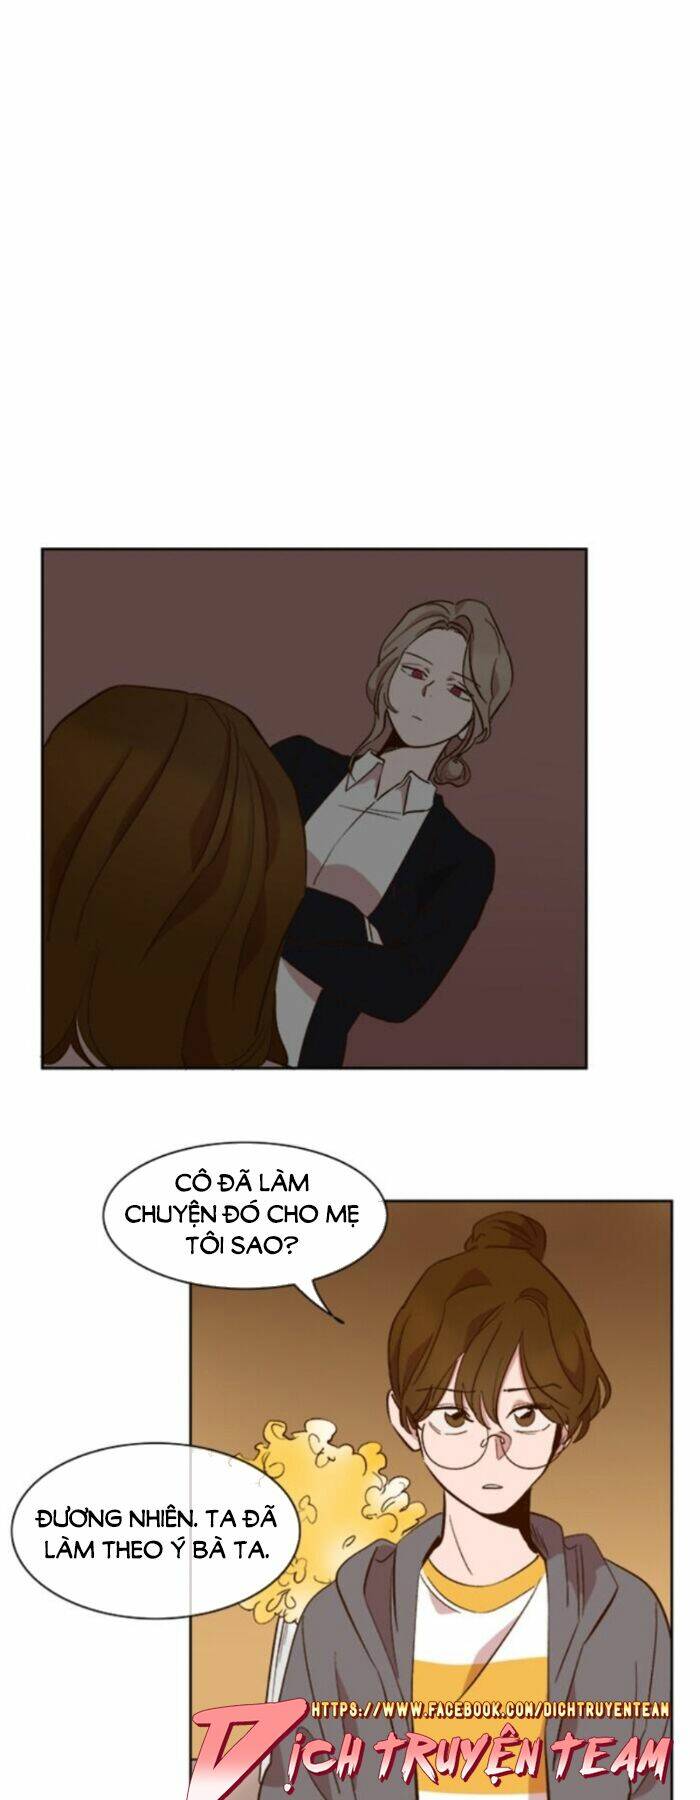 CÔ ĐÃ LÀM
CHUYỆN ĐÓ CHO MẸ
TÔI SAO?
ĐƯƠNG NHIÊN. TA ĐÃ
LÀM THEO Ý BÀ TA.
HTTPS://WWW.FACEBOOK.COM/DICHTRUYENTEAM
DỊCH TRUYỆN TEAM